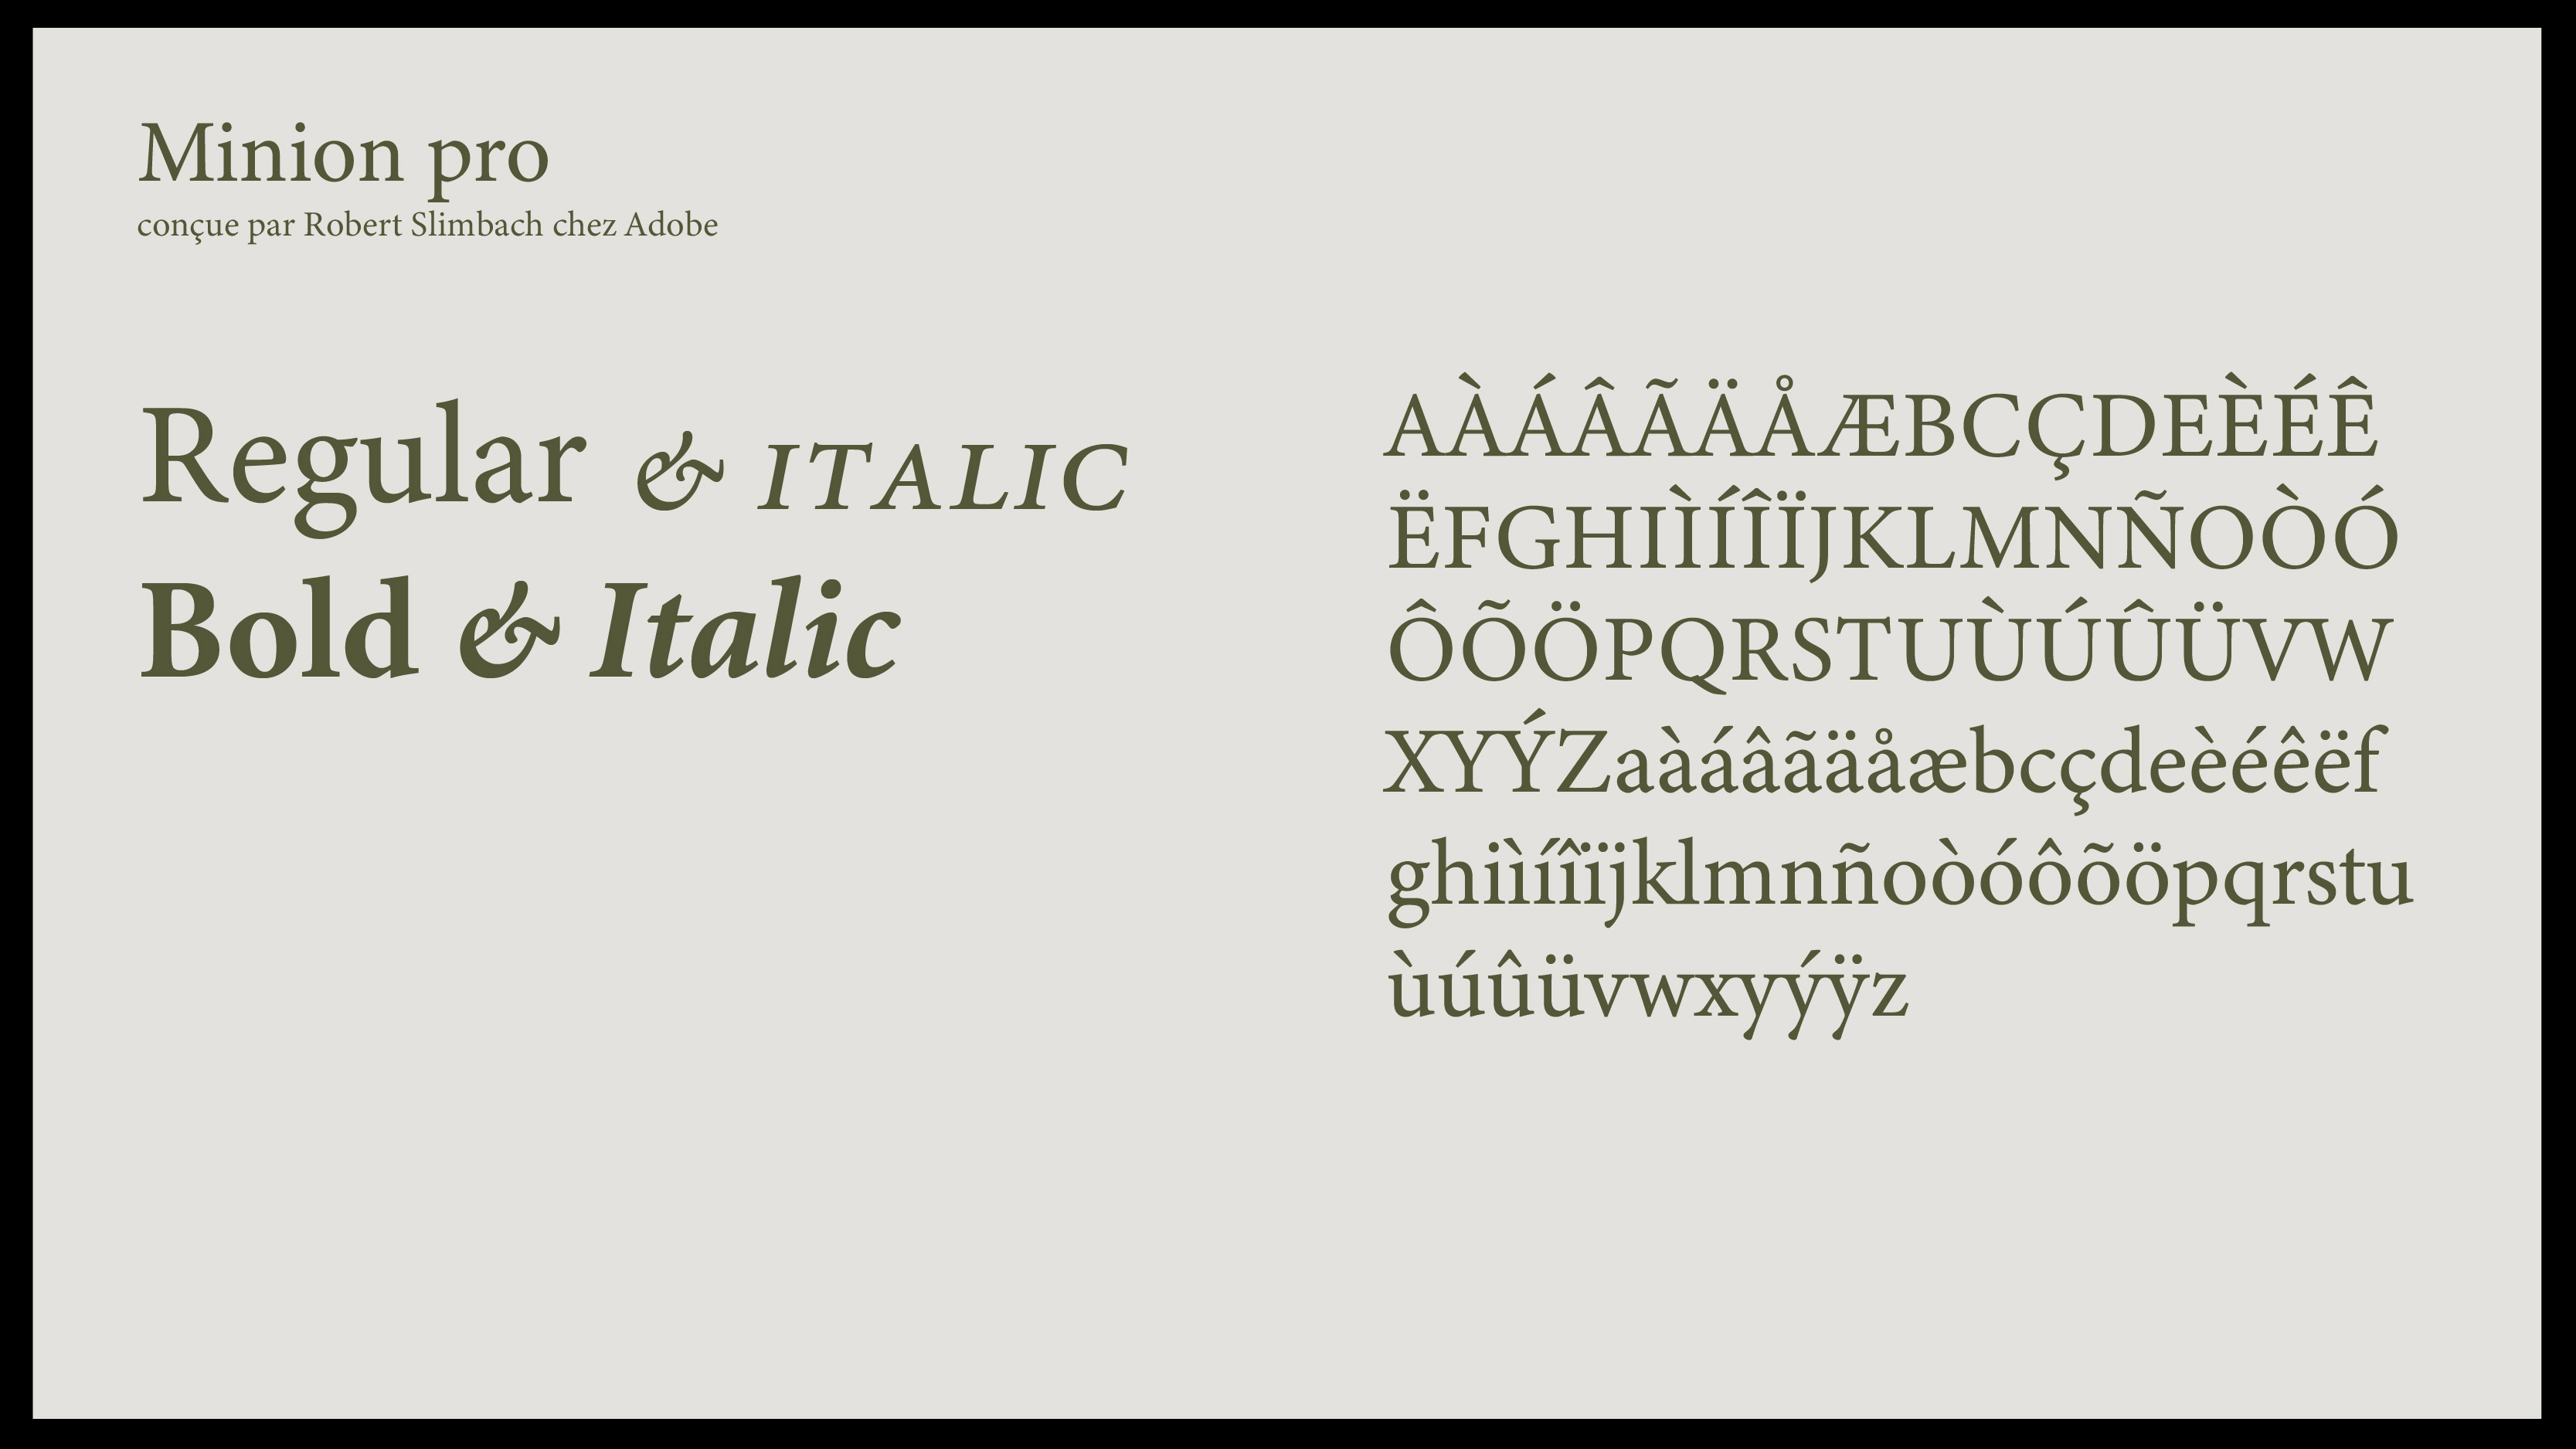 Minion pro
conçue par Robert Slimbach chez Adobe
Regular & ITALIC
Bold & Italic
AÀÁÂÃÄÅÆBCÇDEÈÉÊ
ËFGHIÌÍÎÏJKLMNÑOÒÓ
ÔÕÖPQRSTUÙÚÛÜVW
XYÝZaàáâãäåæbcçdeèéêëf
ghiìíîïjklmnñoòóôõöpqrstu
ùúûüvwxyýÿz